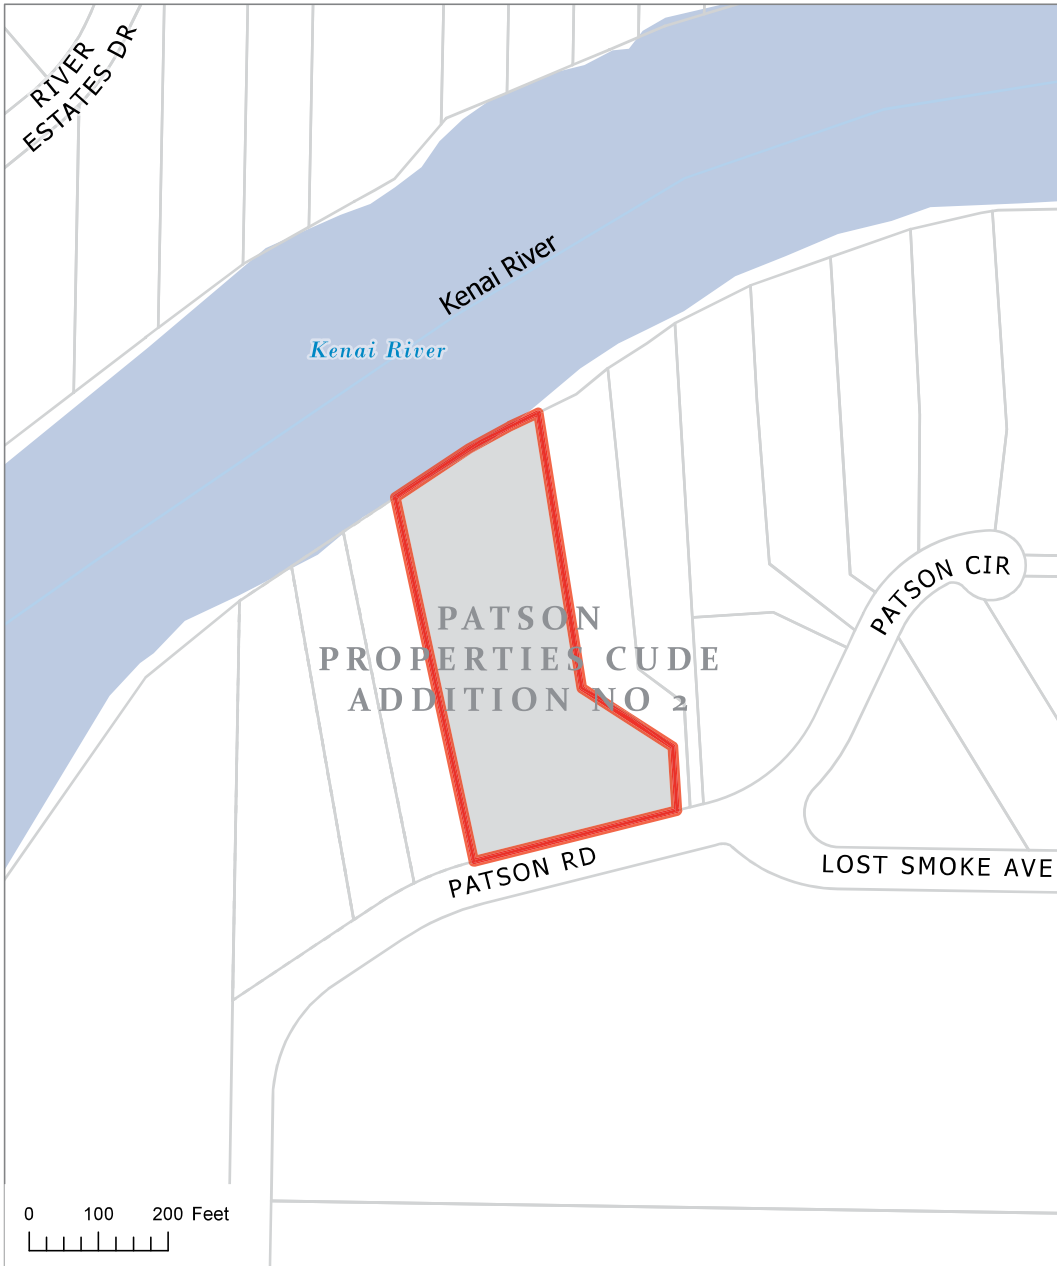 RIVER
ESTATES DR
Kenai River
Kenai River
PATSON
PROPERTIES CUDE
ADDITION NO 2
PATSON CIR
PATSON RD
LOST SMOKE AVE
0 100 200 Feet